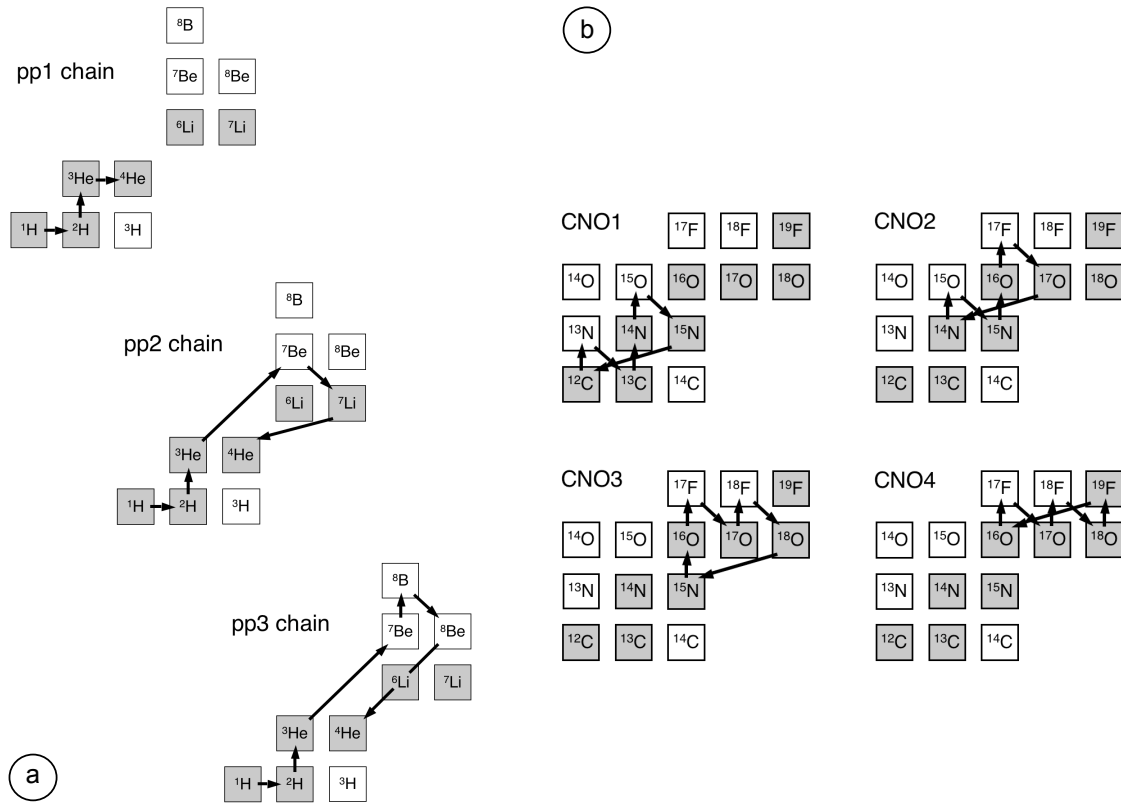 ⁸B
pp1 chain
⁷Be ⁸Be
⁶Li ⁷Li
³He ⁴He
¹H ²H ³H
⁸B
pp2 chain
⁷Be ⁸Be
⁶Li ⁷Li
³He ⁴He
¹H ²H ³H
⁸B
pp3 chain
⁷Be ⁸Be
⁶Li ⁷Li
³He ⁴He
¹H ²H ³H
a
b
CNO1
¹⁷F ¹⁸F ¹⁹F
¹⁴O ¹⁵O ¹⁶O ¹⁷O ¹⁸O
¹³N ¹⁴N ¹⁵N
¹²C ¹³C ¹⁴C
CNO2
¹⁷F ¹⁸F ¹⁹F
¹⁴O ¹⁵O ¹⁶O ¹⁷O ¹⁸O
¹³N ¹⁴N ¹⁵N
¹²C ¹³C ¹⁴C
CNO3
¹⁷F ¹⁸F ¹⁹F
¹⁴O ¹⁵O ¹⁶O ¹⁷O ¹⁸O
¹³N ¹⁴N ¹⁵N
¹²C ¹³C ¹⁴C
CNO4
¹⁷F ¹⁸F ¹⁹F
¹⁴O ¹⁵O ¹⁶O ¹⁷O ¹⁸O
¹³N ¹⁴N ¹⁵N
¹²C ¹³C ¹⁴C